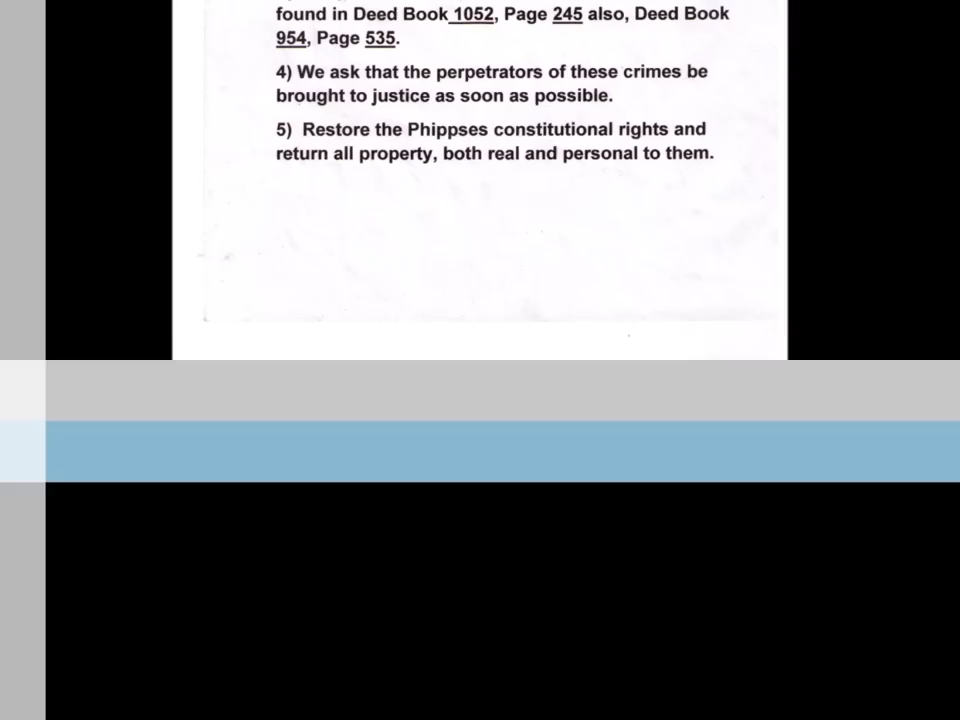 found in Deed Book 1052, Page 245 also, Deed Book
954, Page 535.
4) We ask that the perpetrators of these crimes be
brought to justice as soon as possible.
5) Restore the Phippses constitutional rights and
return all property, both real and personal to them.